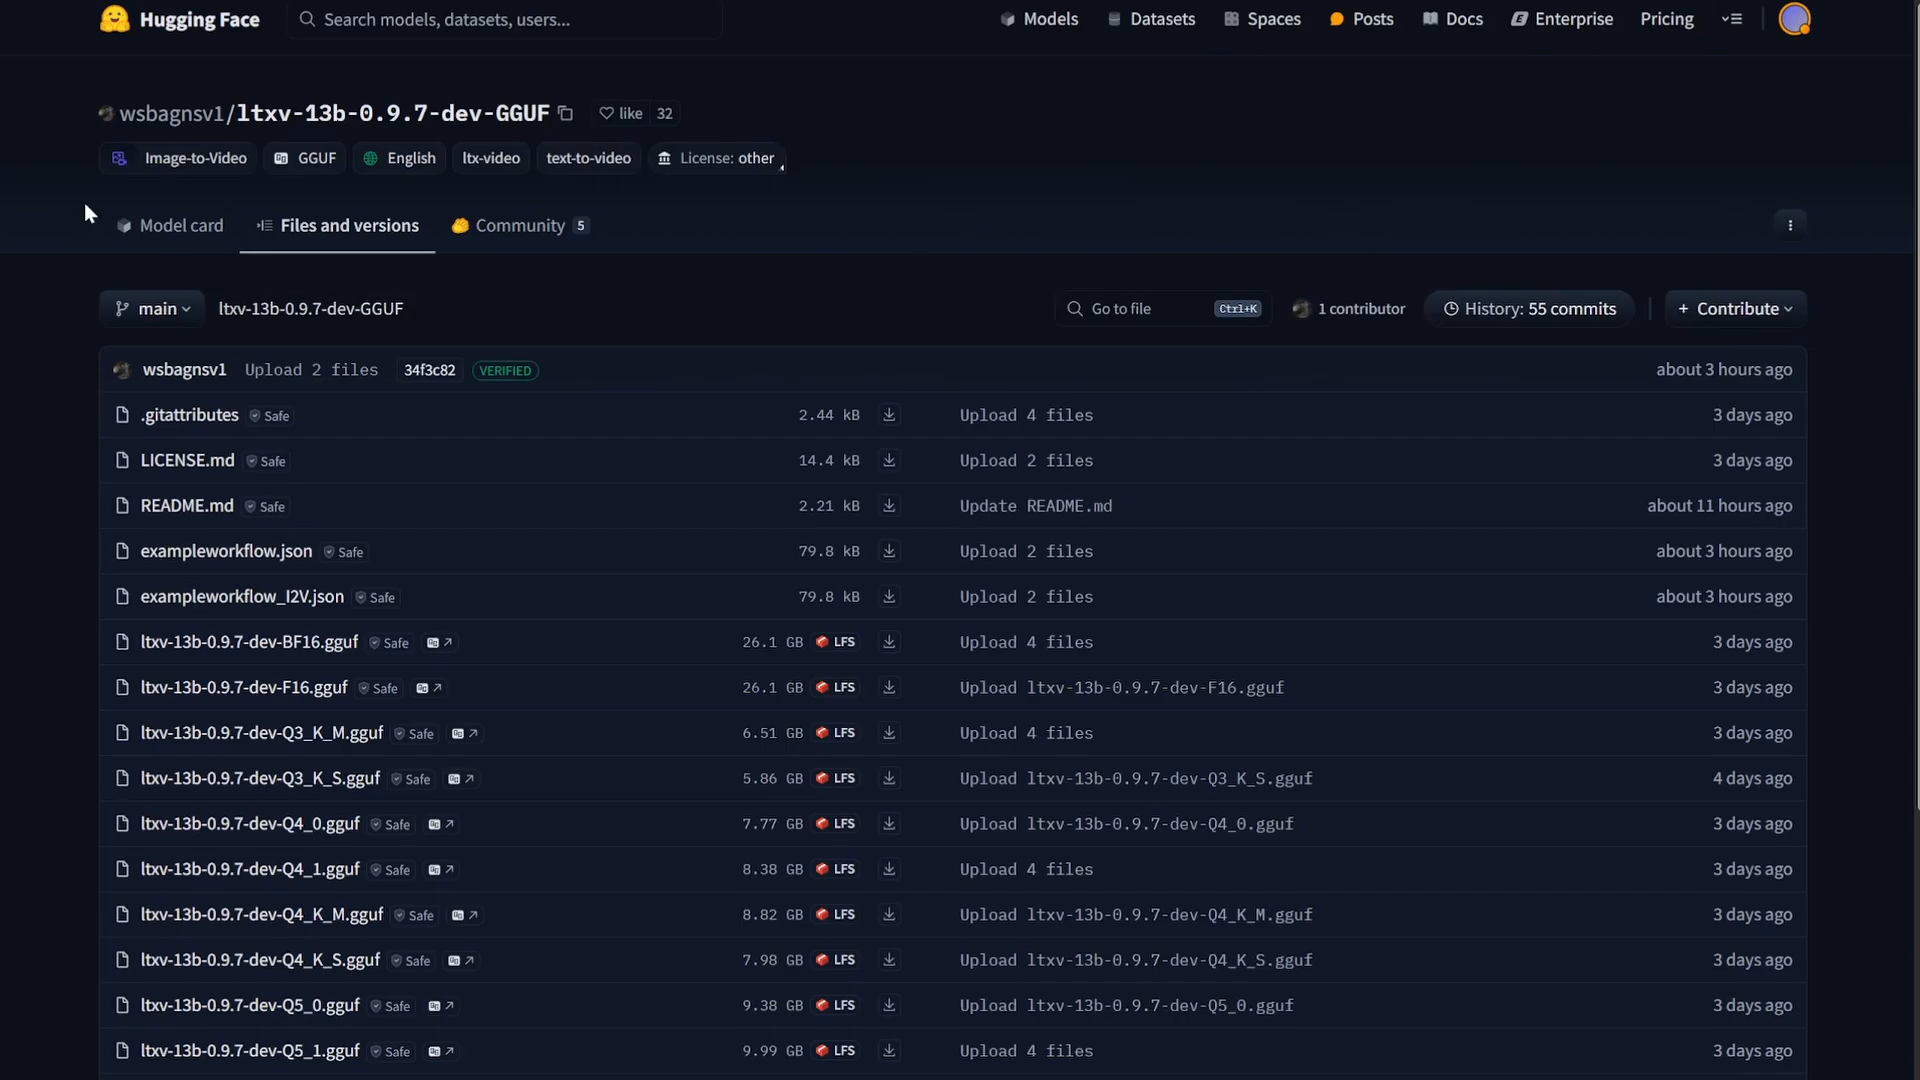 Hugging Face Search models, datasets, users... Models Datasets Spaces Posts Docs Enterprise Pricing
wsbagnsv1/ltxv-13b-0.9.7-dev-GGUF like 32
Image-to-Video GGUF English ltx-video text-to-video License: other
Model card Files and versions Community 5
main ltxv-13b-0.9.7-dev-GGUF Go to file Ctrl+K 1 contributor History: 55 commits + Contribute
wsbagnsv1 Upload 2 files 34f3c82 VERIFIED about 3 hours ago
.gitattributes Safe 2.44 kB Upload 4 files 3 days ago
LICENSE.md Safe 14.4 kB Upload 2 files 3 days ago
README.md Safe 2.21 kB Update README.md about 11 hours ago
exampleworkflow.json Safe 79.8 kB Upload 2 files about 3 hours ago
exampleworkflow_I2V.json Safe 79.8 kB Upload 2 files about 3 hours ago
ltxv-13b-0.9.7-dev-BF16.gguf Safe 26.1 GB LFS Upload 4 files 3 days ago
ltxv-13b-0.9.7-dev-F16.gguf Safe 26.1 GB LFS Upload ltxv-13b-0.9.7-dev-F16.gguf 3 days ago
ltxv-13b-0.9.7-dev-Q3_K_M.gguf Safe 6.51 GB LFS Upload 4 files 3 days ago
ltxv-13b-0.9.7-dev-Q3_K_S.gguf Safe 5.86 GB LFS Upload ltxv-13b-0.9.7-dev-Q3_K_S.gguf 4 days ago
ltxv-13b-0.9.7-dev-Q4_0.gguf Safe 7.77 GB LFS Upload ltxv-13b-0.9.7-dev-Q4_0.gguf 3 days ago
ltxv-13b-0.9.7-dev-Q4_1.gguf Safe 8.38 GB LFS Upload 4 files 3 days ago
ltxv-13b-0.9.7-dev-Q4_K_M.gguf Safe 8.82 GB LFS Upload ltxv-13b-0.9.7-dev-Q4_K_M.gguf 3 days ago
ltxv-13b-0.9.7-dev-Q4_K_S.gguf Safe 7.98 GB LFS Upload ltxv-13b-0.9.7-dev-Q4_K_S.gguf 3 days ago
ltxv-13b-0.9.7-dev-Q5_0.gguf Safe 9.38 GB LFS Upload ltxv-13b-0.9.7-dev-Q5_0.gguf 3 days ago
ltxv-13b-0.9.7-dev-Q5_1.gguf Safe 9.99 GB LFS Upload 4 files 3 days ago